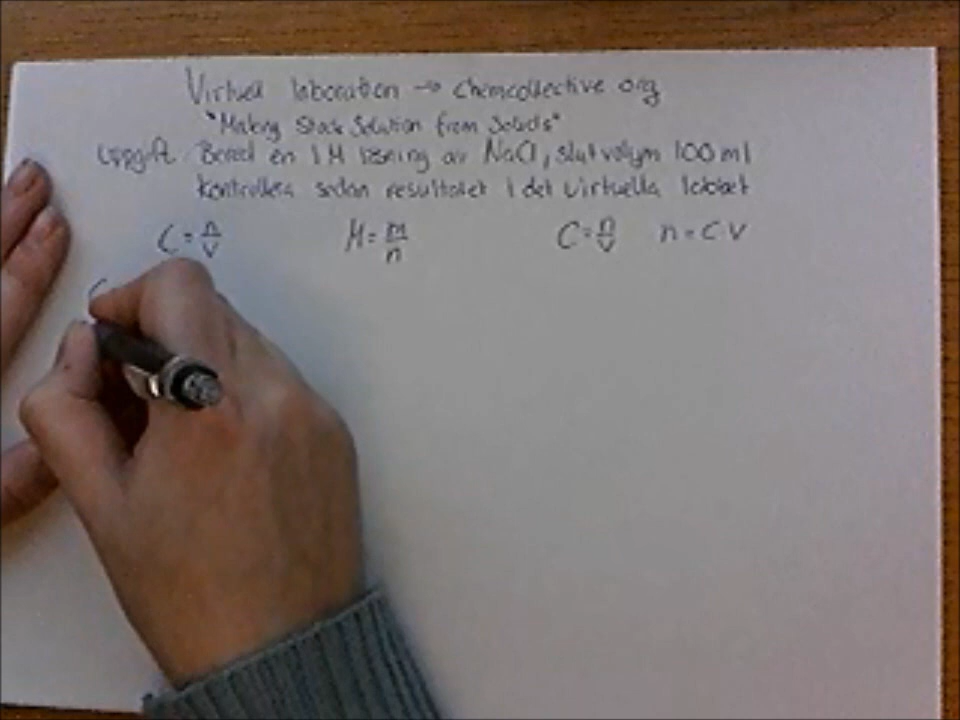 Virtuell laboration → Chemcollective.org
"Making Stock Solution from Solids"
Uppgift: Bered en 1 M lösning av NaCl, slutvolym 100 ml
Kontrollera sedan resultatet i det virtuella labbet
C = n/v M = m/n C = n/v n = C · V
C